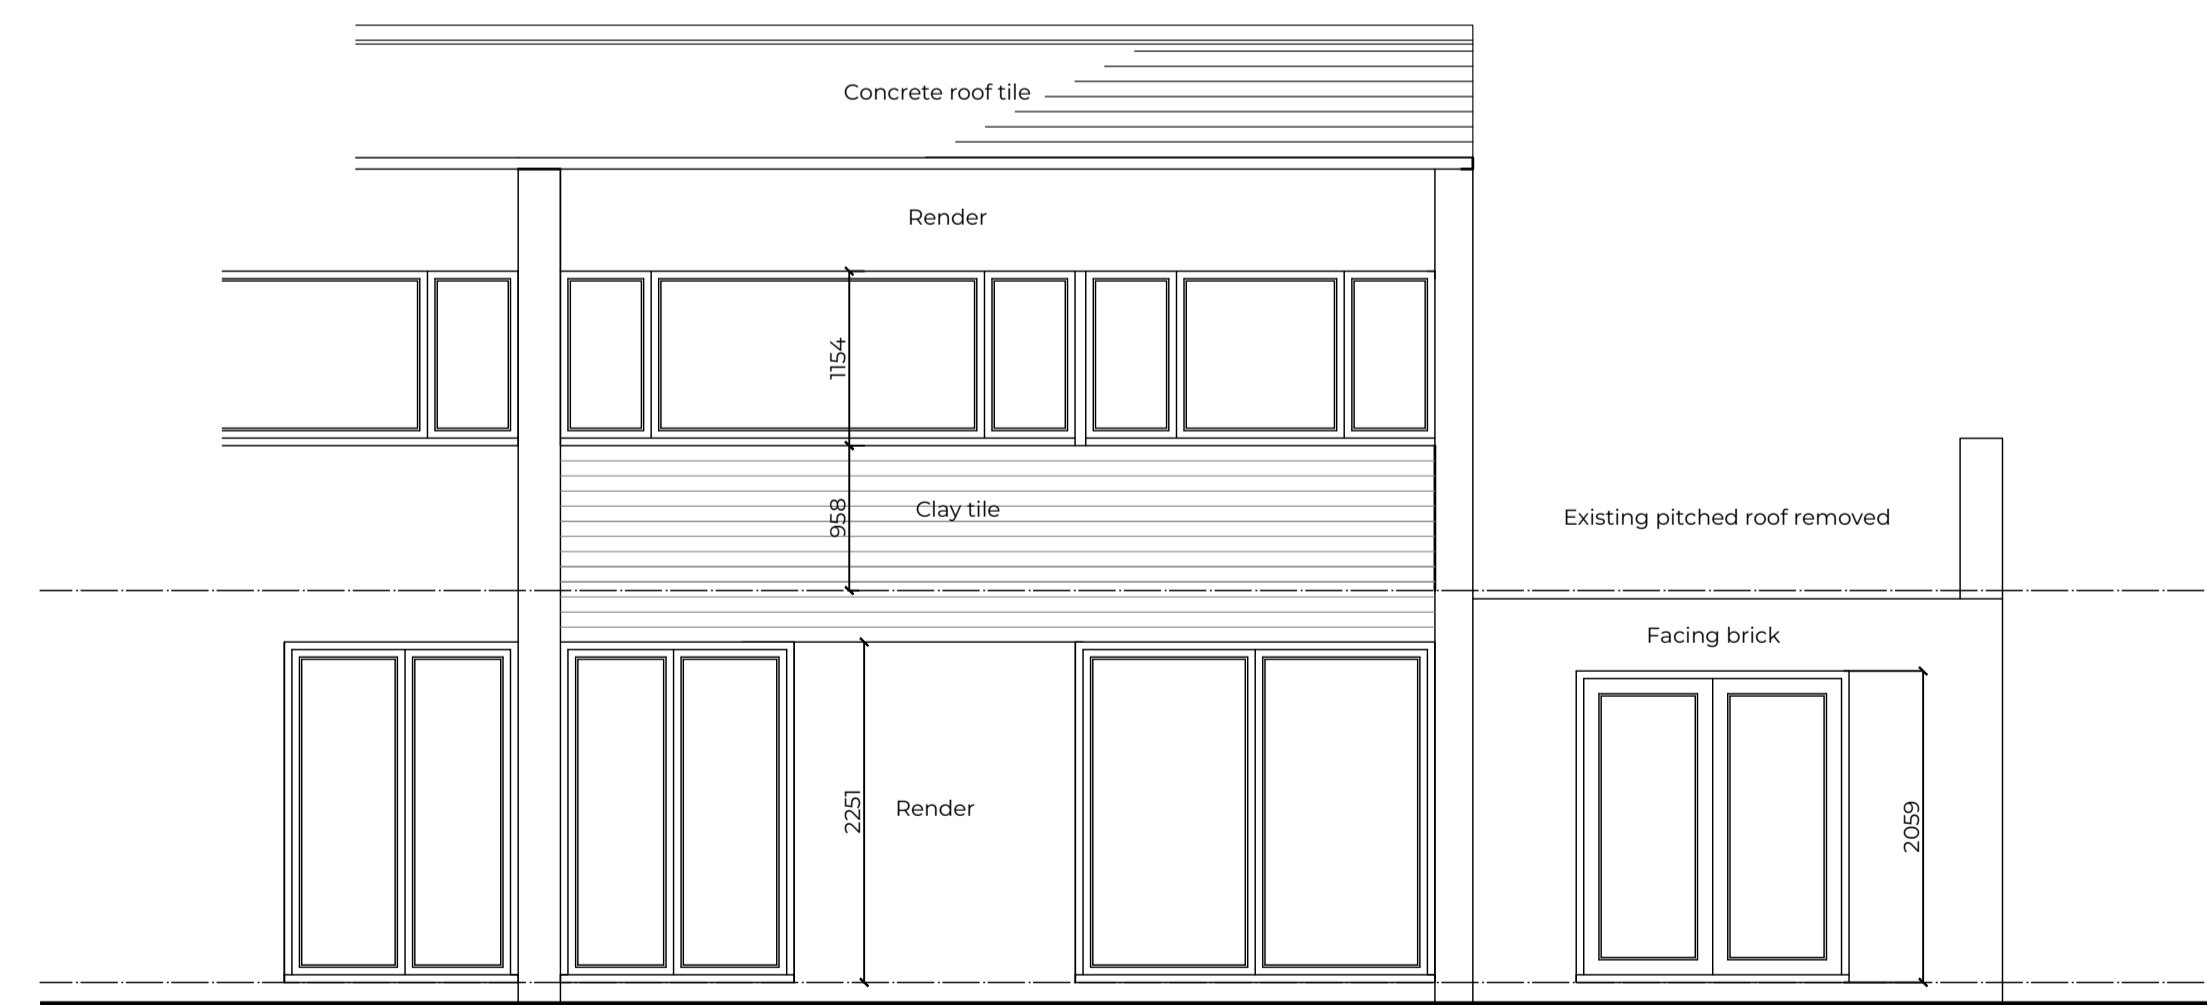 Concrete roof tile
Render
1154
958
Clay tile
Existing pitched roof removed
Facing brick
2251
Render
2059